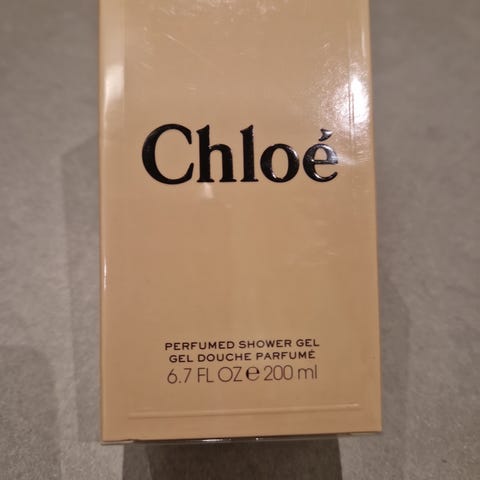 Chloé
PERFUMED SHOWER GEL
GEL DOUCHE PARFUMÉ
6.7 FL OZ ℮ 200 ml